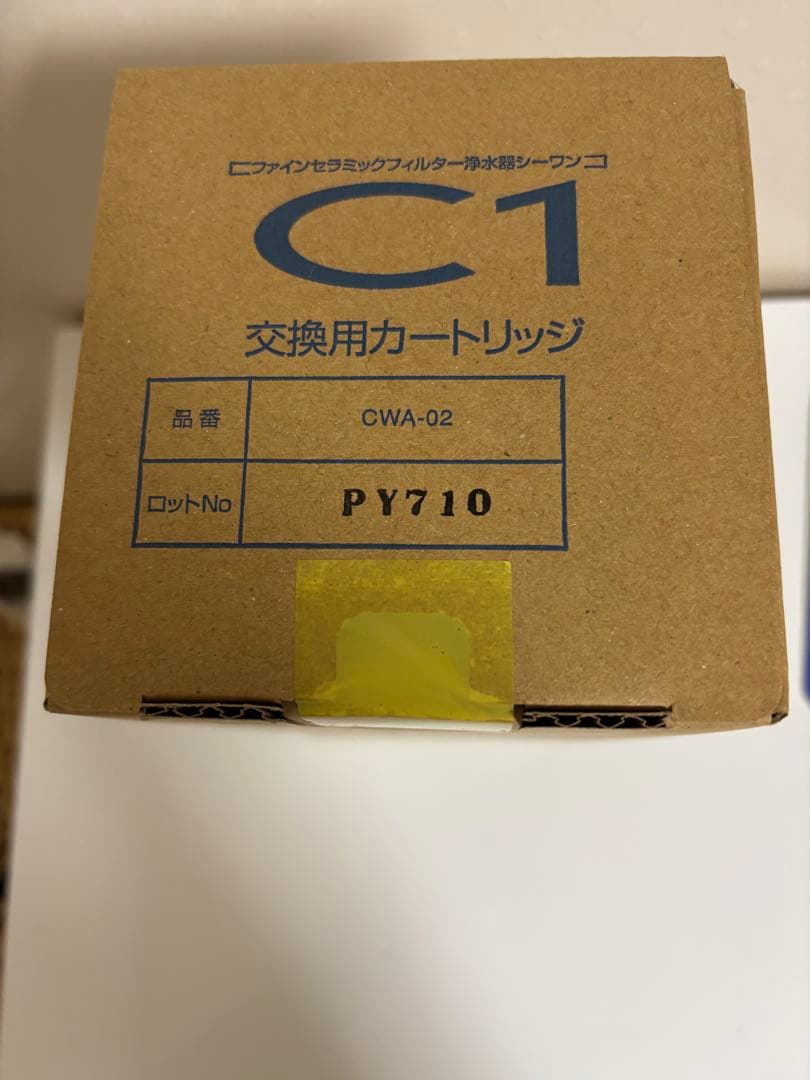 ［ファインセラミックフィルター浄水器シーワン］
C1
交換用カートリッジ
品番 CWA-02
ロットNo PY710